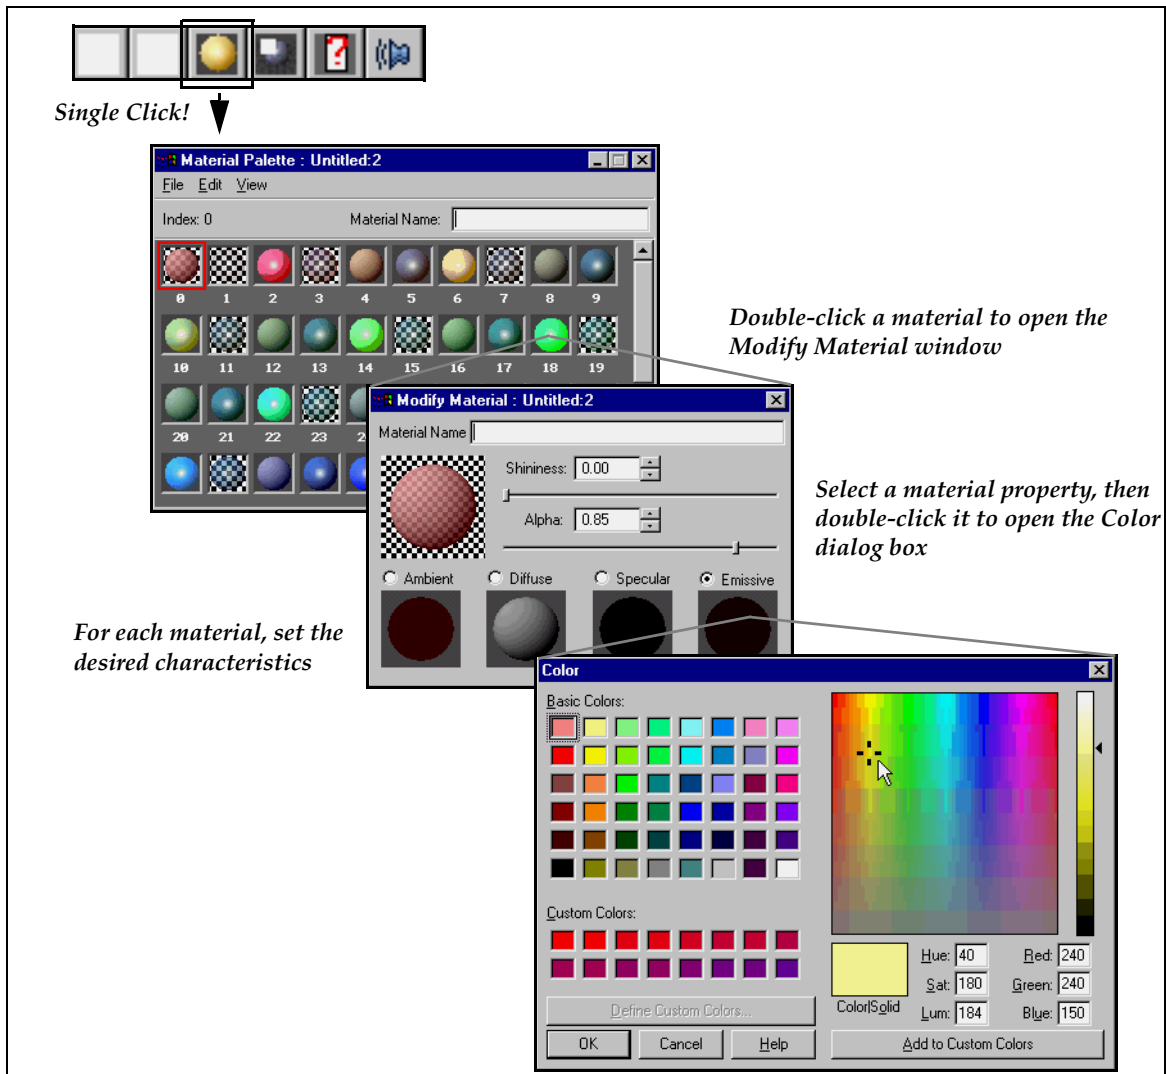 Single Click!
Material Palette : Untitled:2
File Edit View
Index: 0 Material Name:
0 1 2 3 4 5 6 7 8 9
10 11 12 13 14 15 16 17 18 19
20 21 22 23
Double-click a material to open the
Modify Material window
Modify Material : Untitled:2
Material Name
Shininess: 0.00
Alpha: 0.85
Ambient Diffuse Specular Emissive
Select a material property, then
double-click it to open the Color
dialog box
For each material, set the
desired characteristics
Color
Basic Colors:
Custom Colors:
Define Custom Colors...
OK Cancel Help
Color|Solid
Hue: 40 Red: 240
Sat: 180 Green: 240
Lum: 184 Blue: 150
Add to Custom Colors